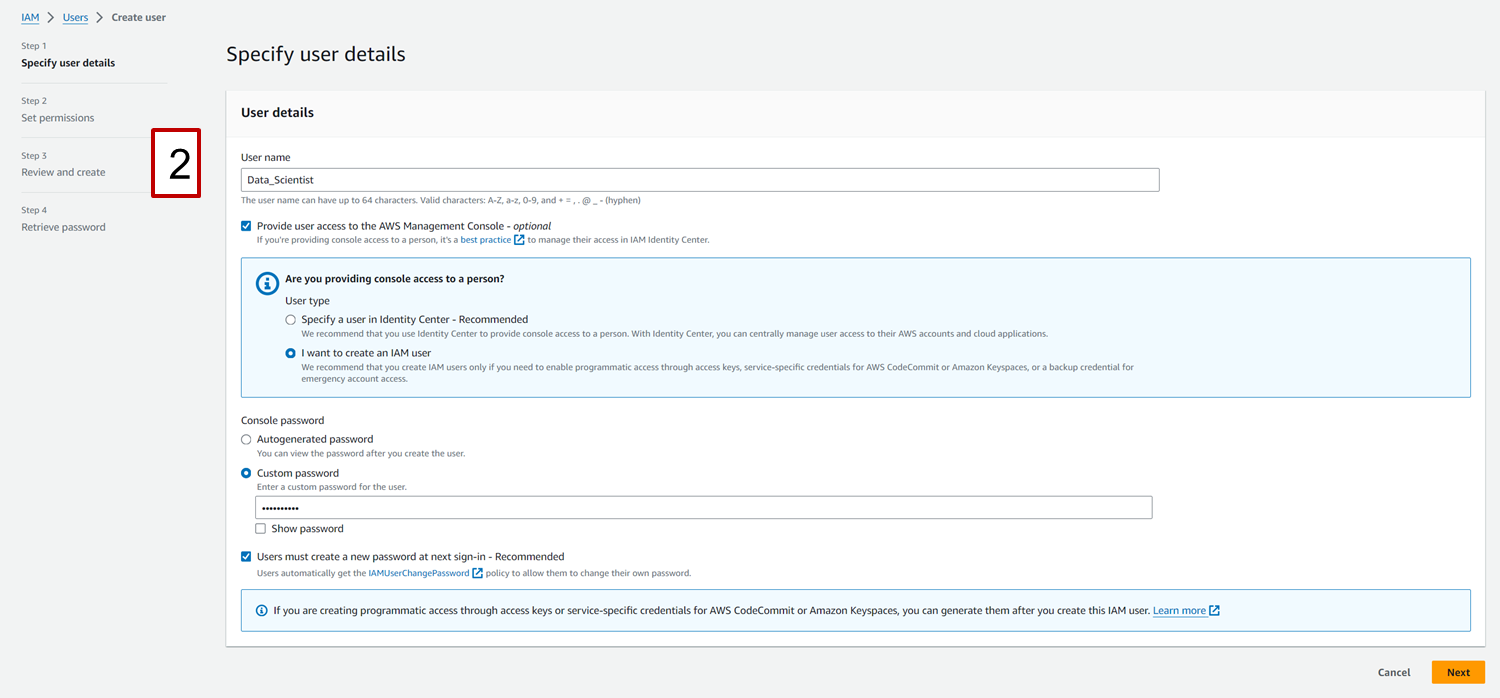 IAM > Users > Create user
Step 1
Specify user details
Step 2
Set permissions
Step 3
Review and create
Step 4
Retrieve password
2
Specify user details
User details
User name
Data_Scientist
The user name can have up to 64 characters. Valid characters: A-Z, a-z, 0-9, and + = , . @ _ - (hyphen)
Provide user access to the AWS Management Console - optional
If you're providing console access to a person, it's a best practice to manage their access in IAM Identity Center.
Are you providing console access to a person?
User type
Specify a user in Identity Center - Recommended
We recommend that you use Identity Center to provide console access to a person. With Identity Center, you can centrally manage user access to their AWS accounts and cloud applications.
I want to create an IAM user
We recommend that you create IAM users only if you need to enable programmatic access through access keys, service-specific credentials for AWS CodeCommit or Amazon Keyspaces, or a backup credential for
emergency account access.
Console password
Autogenerated password
You can view the password after you create the user.
Custom password
Enter a custom password for the user.
••••••••••
Show password
Users must create a new password at next sign-in - Recommended
Users automatically get the IAMUserChangePassword policy to allow them to change their own password.
If you are creating programmatic access through access keys or service-specific credentials for AWS CodeCommit or Amazon Keyspaces, you can generate them after you create this IAM user. Learn more
Cancel
Next